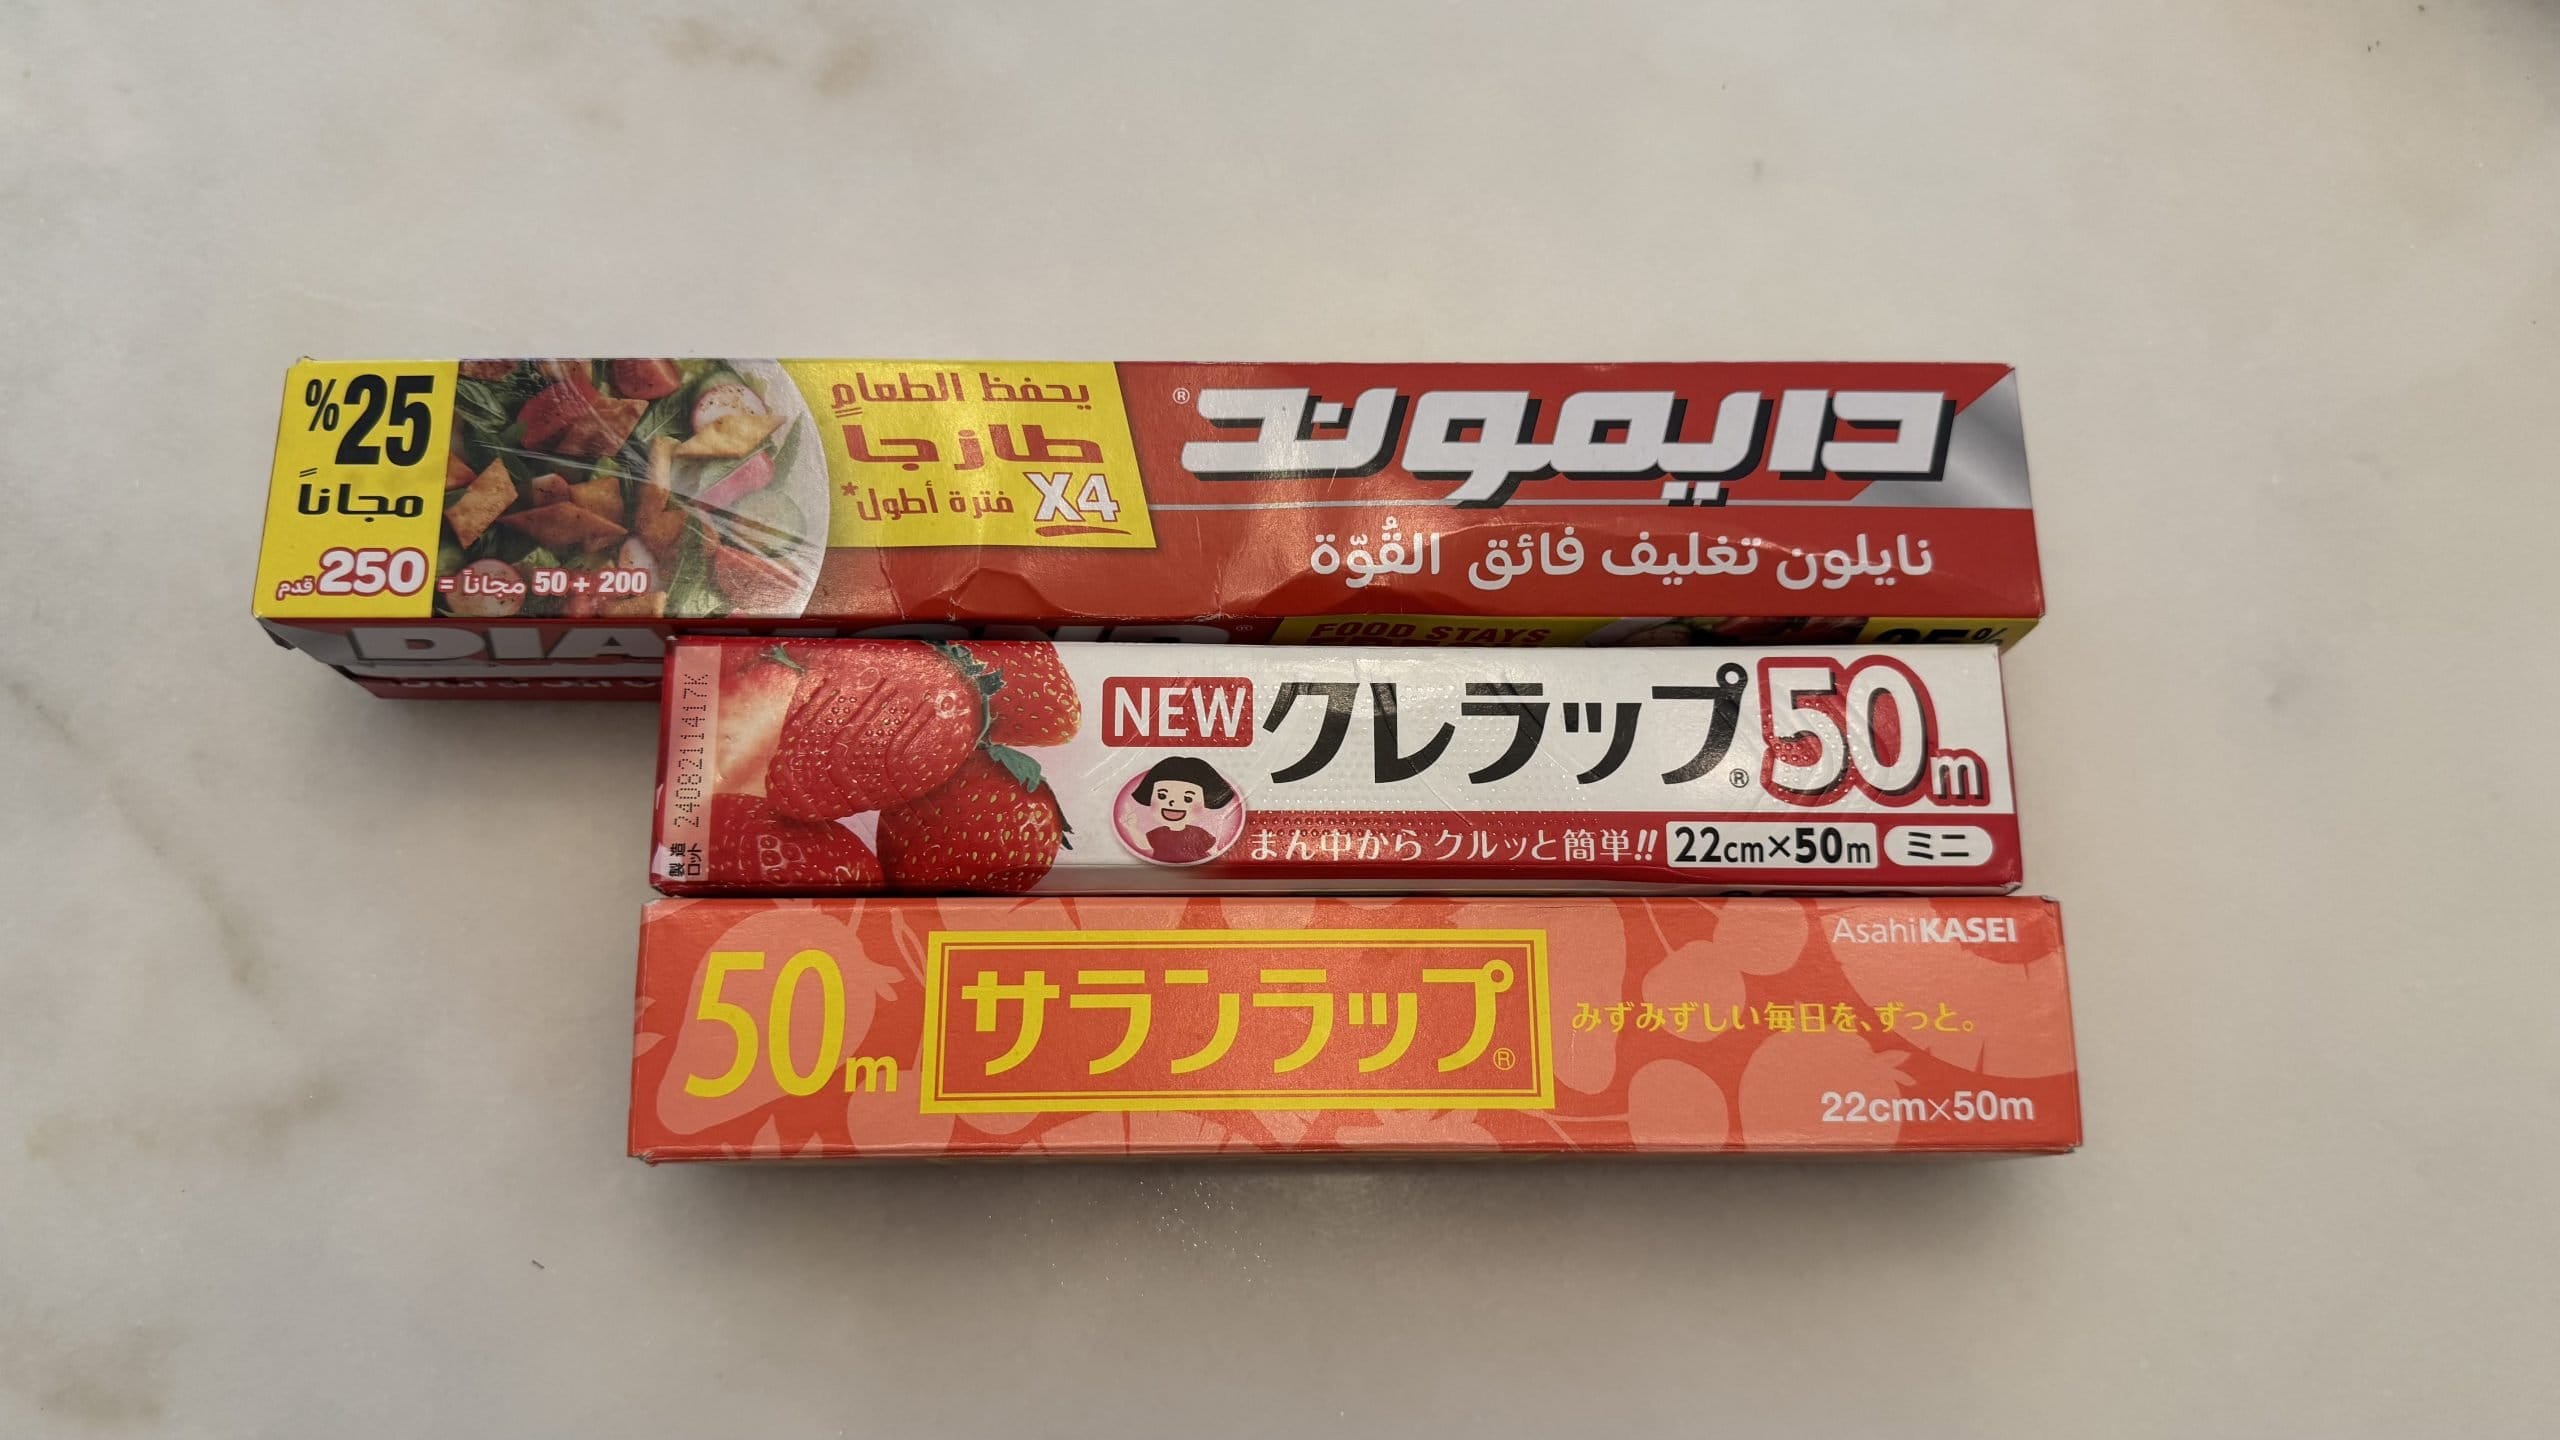 %25
مجاناً
250 قدم = 200 + 50 مجاناً
يحفظ الطعام
طازجاً
X4 فترة أطول*
دايموند®
نايلون تغليف فائق القُوّة
FOOD STAYS
25%
製造ロット 2408211417K
NEW クレラップ® 50m
まん中からクルッと簡単!! 22cm×50m ミニ
50m サランラップ®
AsahiKASEI
みずみずしい毎日を、ずっと。
22cm×50m